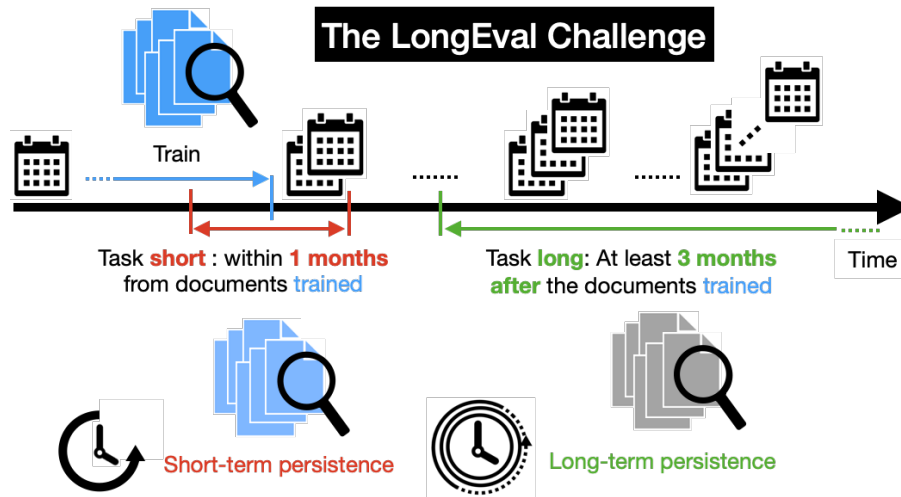 The LongEval Challenge
Train
Task short : within 1 months
from documents trained
Task long: At least 3 months
after the documents trained
Time
Short-term persistence
Long-term persistence